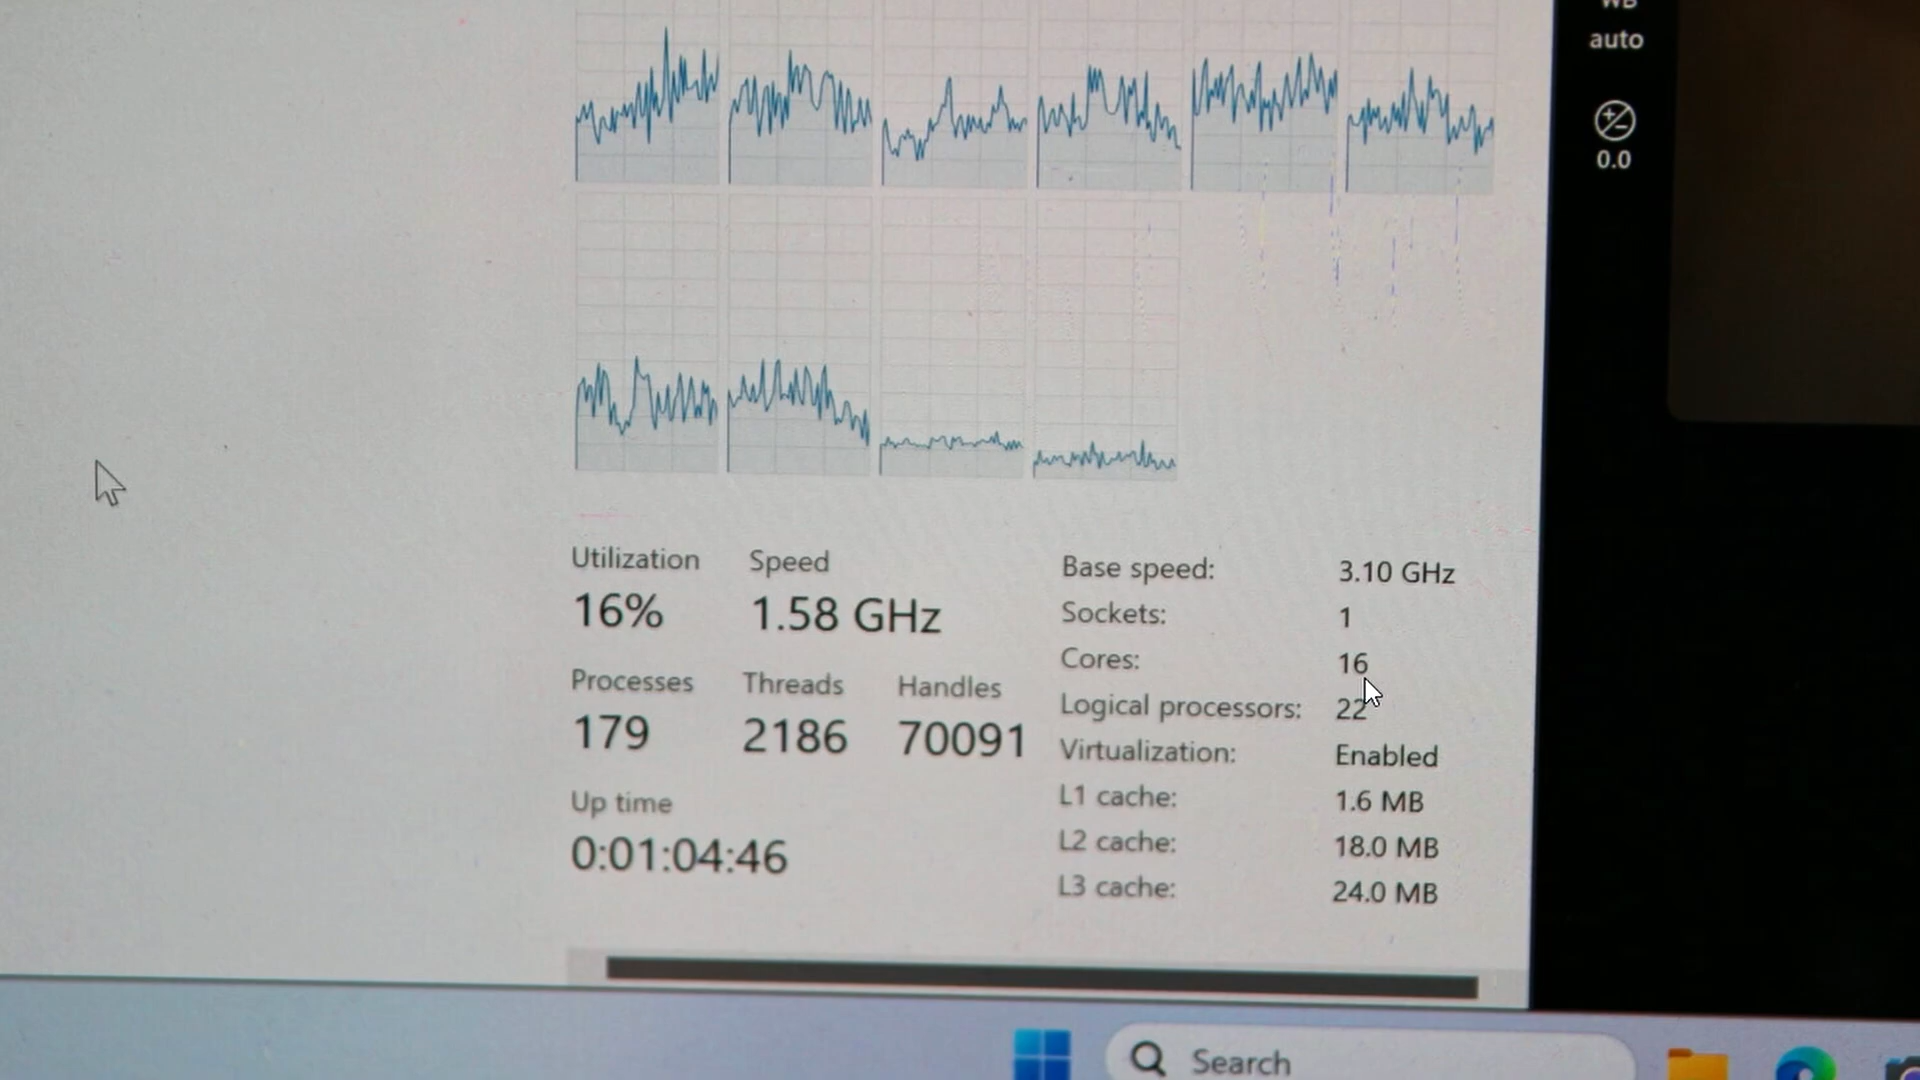 WB
auto
0.0
Utilization
16%
Speed
1.58 GHz
Processes
179
Threads
2186
Handles
70091
Up time
0:01:04:46
Base speed: 3.10 GHz
Sockets: 1
Cores: 16
Logical processors: 22
Virtualization: Enabled
L1 cache: 1.6 MB
L2 cache: 18.0 MB
L3 cache: 24.0 MB
Search